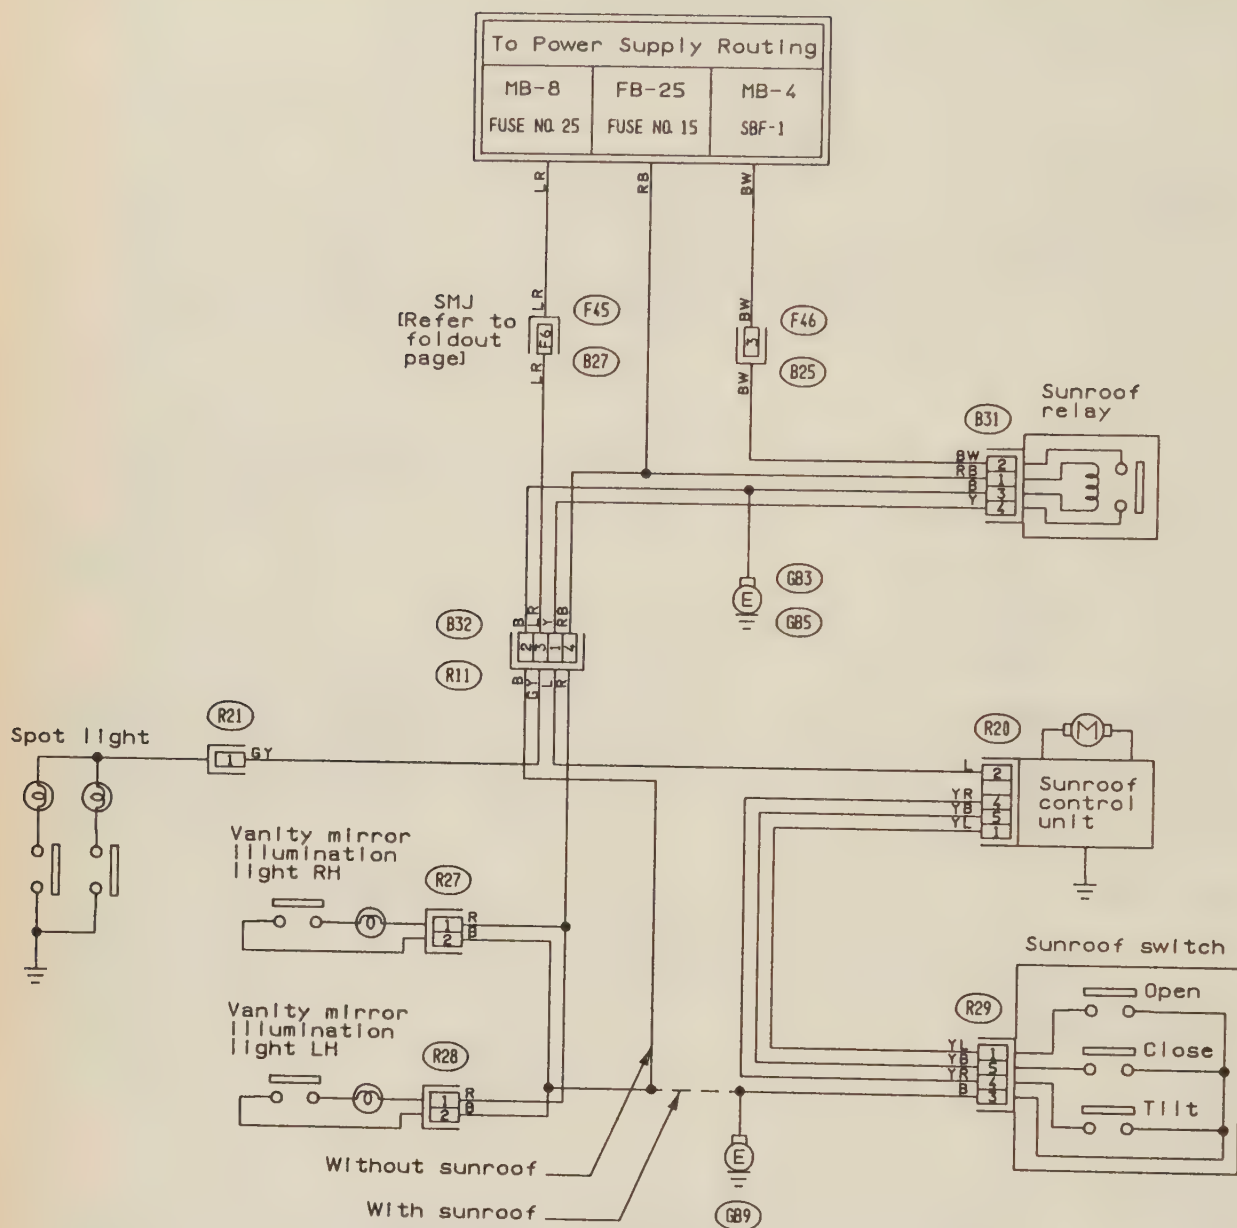 To Power Supply Routing
MB-8
FUSE NO. 25
FB-25
FUSE NO. 15
MB-4
SBF-1
LR
RB
BW
SMJ
[Refer to
foldout
page]
LR
F6
LR
F45
B27
BW
3
BW
F46
B25
Sunroof
relay
B31
BW
RB
B
Y
2
1
3
4
GB3
E
GB5
B32
B
LR
Y
RB
2
3
1
4
R11
B
GY
L
R
Spot light
R21
1
GY
R20
M
L
YR
YB
YL
2
4
5
1
Sunroof
control
unit
Vanity mirror
illumination
light RH
R27
1
2
R
B
Vanity mirror
illumination
light LH
R28
1
2
R
B
Sunroof switch
R29
YL
YB
YR
B
1
5
4
3
Open
Close
Tilt
Without sunroof
With sunroof
E
GB9